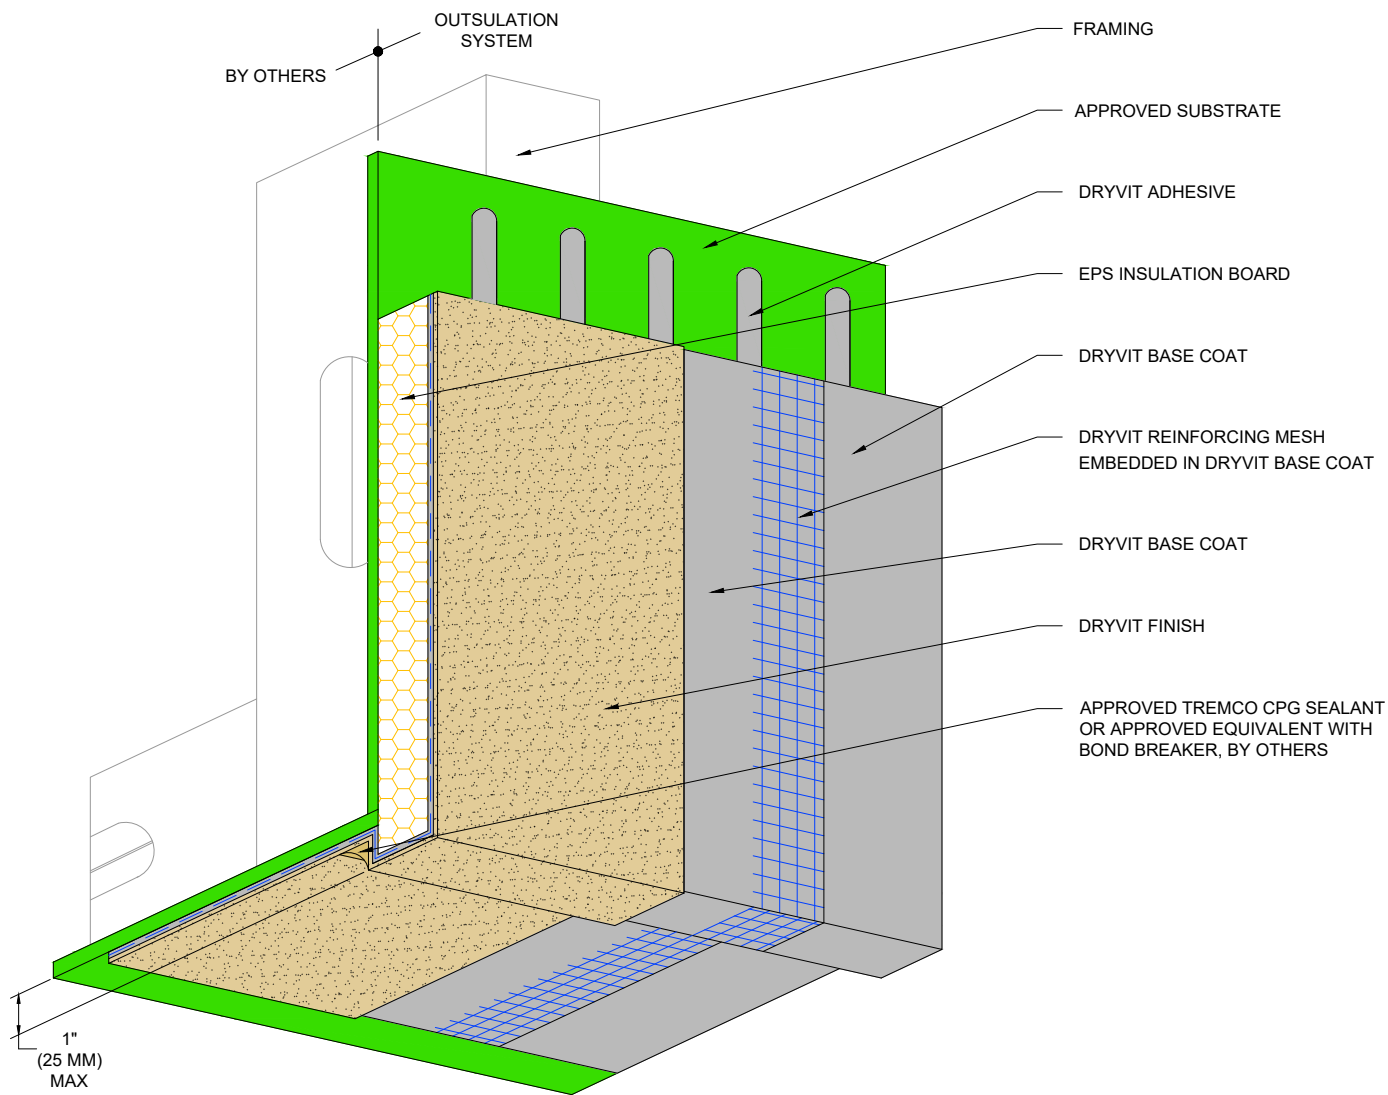 OUTSULATION
SYSTEM
BY OTHERS
FRAMING
APPROVED SUBSTRATE
DRYVIT ADHESIVE
EPS INSULATION BOARD
DRYVIT BASE COAT
DRYVIT REINFORCING MESH
EMBEDDED IN DRYVIT BASE COAT
DRYVIT BASE COAT
DRYVIT FINISH
APPROVED TREMCO CPG SEALANT
OR APPROVED EQUIVALENT WITH
BOND BREAKER, BY OTHERS
1"
(25 MM)
MAX